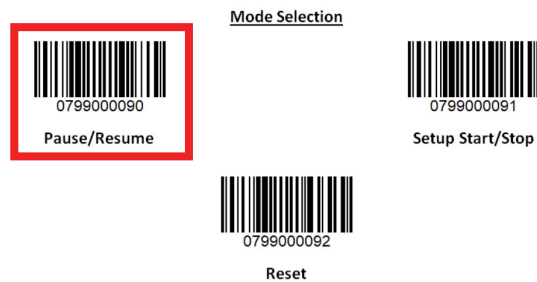 Mode Selection
0799000090
Pause/Resume
0799000091
Setup Start/Stop
0799000092
Reset